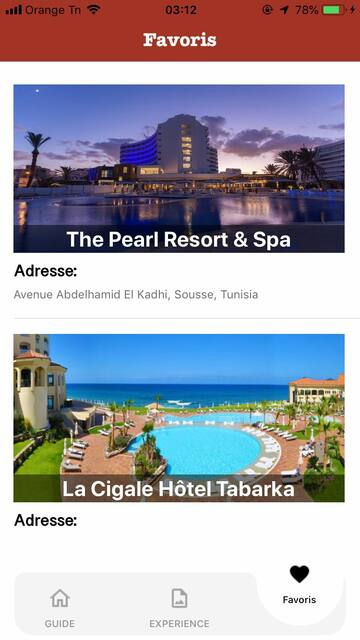 Orange Tn 03:12 78%
Favoris
The Pearl Resort & Spa
Adresse:
Avenue Abdelhamid El Kadhi, Sousse, Tunisia
La Cigale Hôtel Tabarka
Adresse:
GUIDE EXPERIENCE Favoris